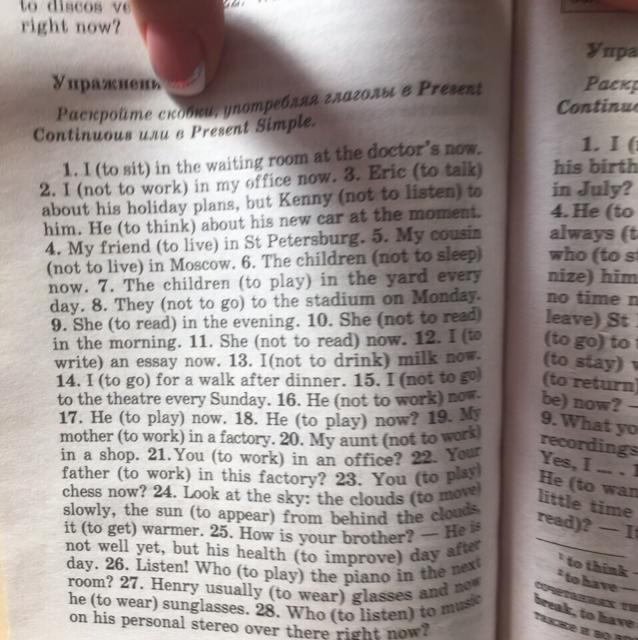 to discos ve
right now?
Упражнени
Раскройте скобки, употребляя глаголы в Present
Continuous или в Present Simple.
1. I (to sit) in the waiting room at the doctor's now.
2. I (not to work) in my office now. 3. Eric (to talk)
about his holiday plans, but Kenny (not to listen) to
him. He (to think) about his new car at the moment.
4. My friend (to live) in St Petersburg. 5. My cousin
(not to live) in Moscow. 6. The children (not to sleep)
now. 7. The children (to play) in the yard every
day. 8. They (not to go) to the stadium on Monday.
9. She (to read) in the evening. 10. She (not to read)
in the morning. 11. She (not to read) now. 12. I (to
write) an essay now. 13. I(not to drink) milk now.
14. I (to go) for a walk after dinner. 15. I (not to go)
to the theatre every Sunday. 16. He (not to work) now.
17. He (to play) now. 18. He (to play) now? 19. My
mother (to work) in a factory. 20. My aunt (not to work)
in a shop. 21. You (to work) in an office? 22. Your
father (to work) in this factory? 23. You (to play)
chess now? 24. Look at the sky: the clouds (to move)
slowly, the sun (to appear) from behind the clouds,
it (to get) warmer. 25. How is your brother? — He is
not well yet, but his health (to improve) day after
day. 26. Listen! Who (to play) the piano in the next
room? 27. Henry usually (to wear) glasses and now
he (to wear) sunglasses. 28. Who (to listen) to music
on his personal stereo over there right now?
Упра
Раскр
Continuo
1. I (
his birth
in July?
4. He (to
always (t
who (to s
nize) him
no time n
leave) St
(to go) to
(to stay) v
(to return)
be) now? —
9. What yo
recordings
Yes, I ... . I
He (to wan
little time
read)? — It
¹ to think —
² to have —
сочетаниях ти
break, to have
также и во